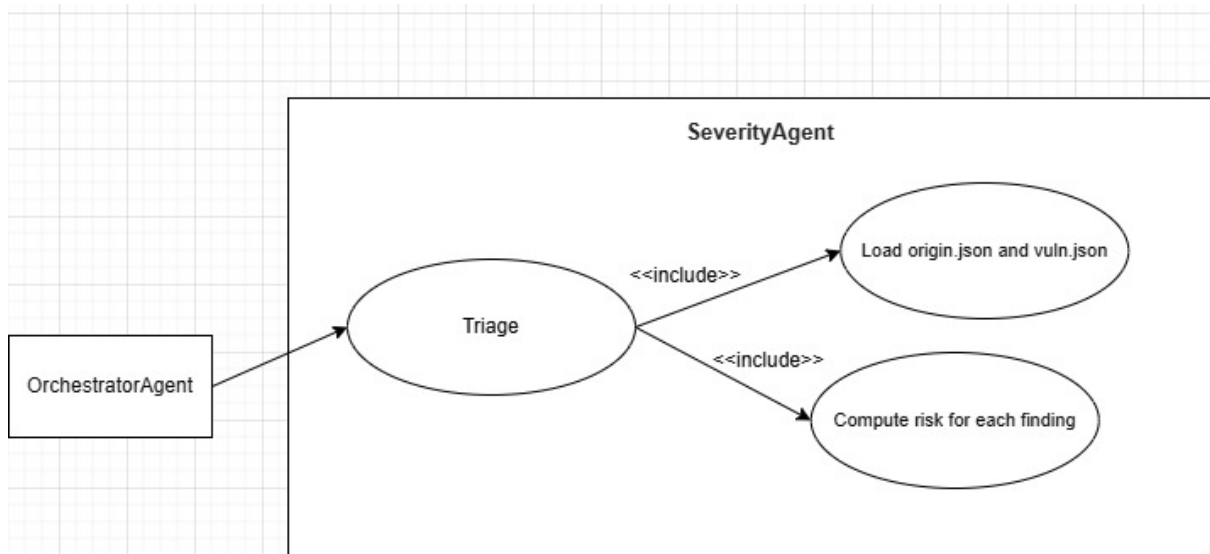 SeverityAgent
Load origin.json and vuln.json
<<include>>
Triage
<<include>>
OrchestratorAgent
Compute risk for each finding